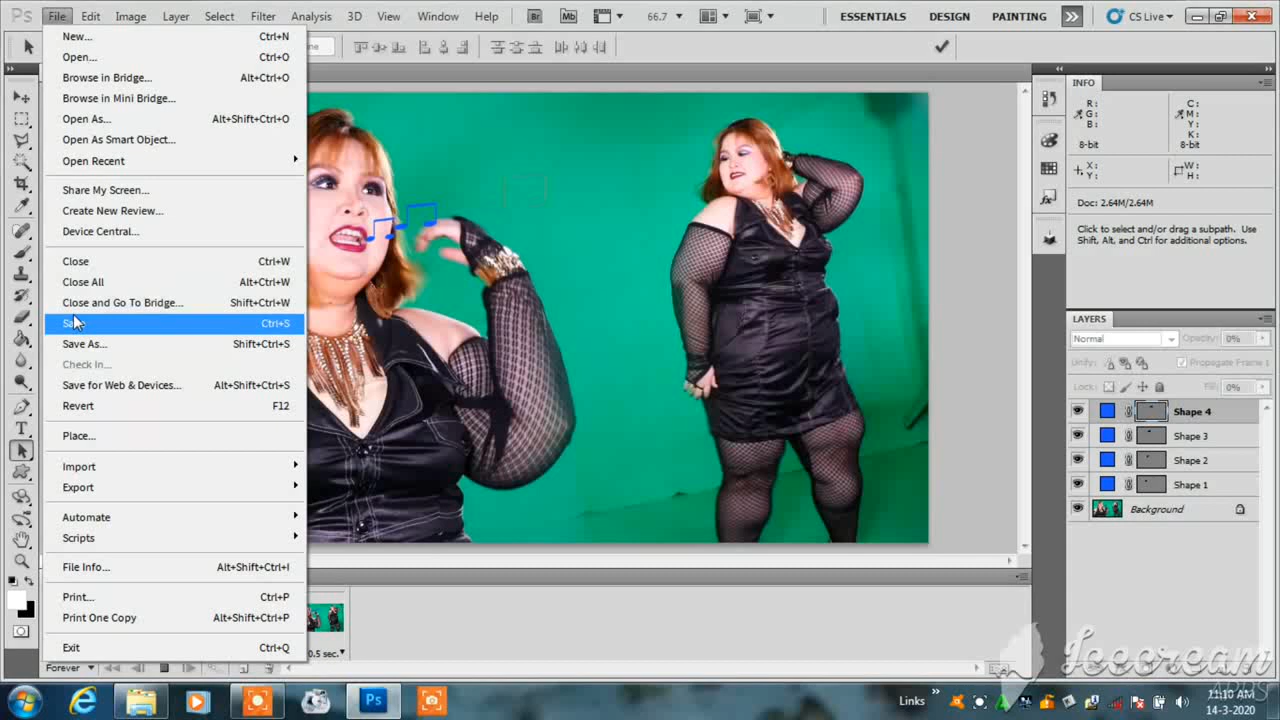 Ps File Edit Image Layer Select Filter Analysis 3D View Window Help Br Mb 66.7 ESSENTIALS DESIGN PAINTING CS Live
New... Ctrl+N
Open... Ctrl+O
Browse in Bridge... Alt+Ctrl+O
Browse in Mini Bridge...
Open As... Alt+Shift+Ctrl+O
Open As Smart Object...
Open Recent
Share My Screen...
Create New Review...
Device Central...
Close Ctrl+W
Close All Alt+Ctrl+W
Close and Go To Bridge... Shift+Ctrl+W
Ctrl+S
Save As... Shift+Ctrl+S
Check In...
Save for Web & Devices... Alt+Shift+Ctrl+S
Revert F12
Place...
Import
Export
Automate
Scripts
File Info... Alt+Shift+Ctrl+I
Print... Ctrl+P
Print One Copy Alt+Shift+Ctrl+P
Exit Ctrl+Q
INFO
R: C:
G: M:
B: Y:
K:
8-bit 8-bit
X: W:
Y: H:
Doc: 2.64M/2.64M
Click to select and/or drag a subpath. Use
Shift, Alt, and Ctrl for additional options.
LAYERS
Normal Opacity: 0%
Unify: Propagate Frame 1
Lock: Fill: 0%
Shape 4
Shape 3
Shape 2
Shape 1
Background
0.5 sec.
Forever
Icecream
APPS
Ps Links 11:10 AM
14-3-2020